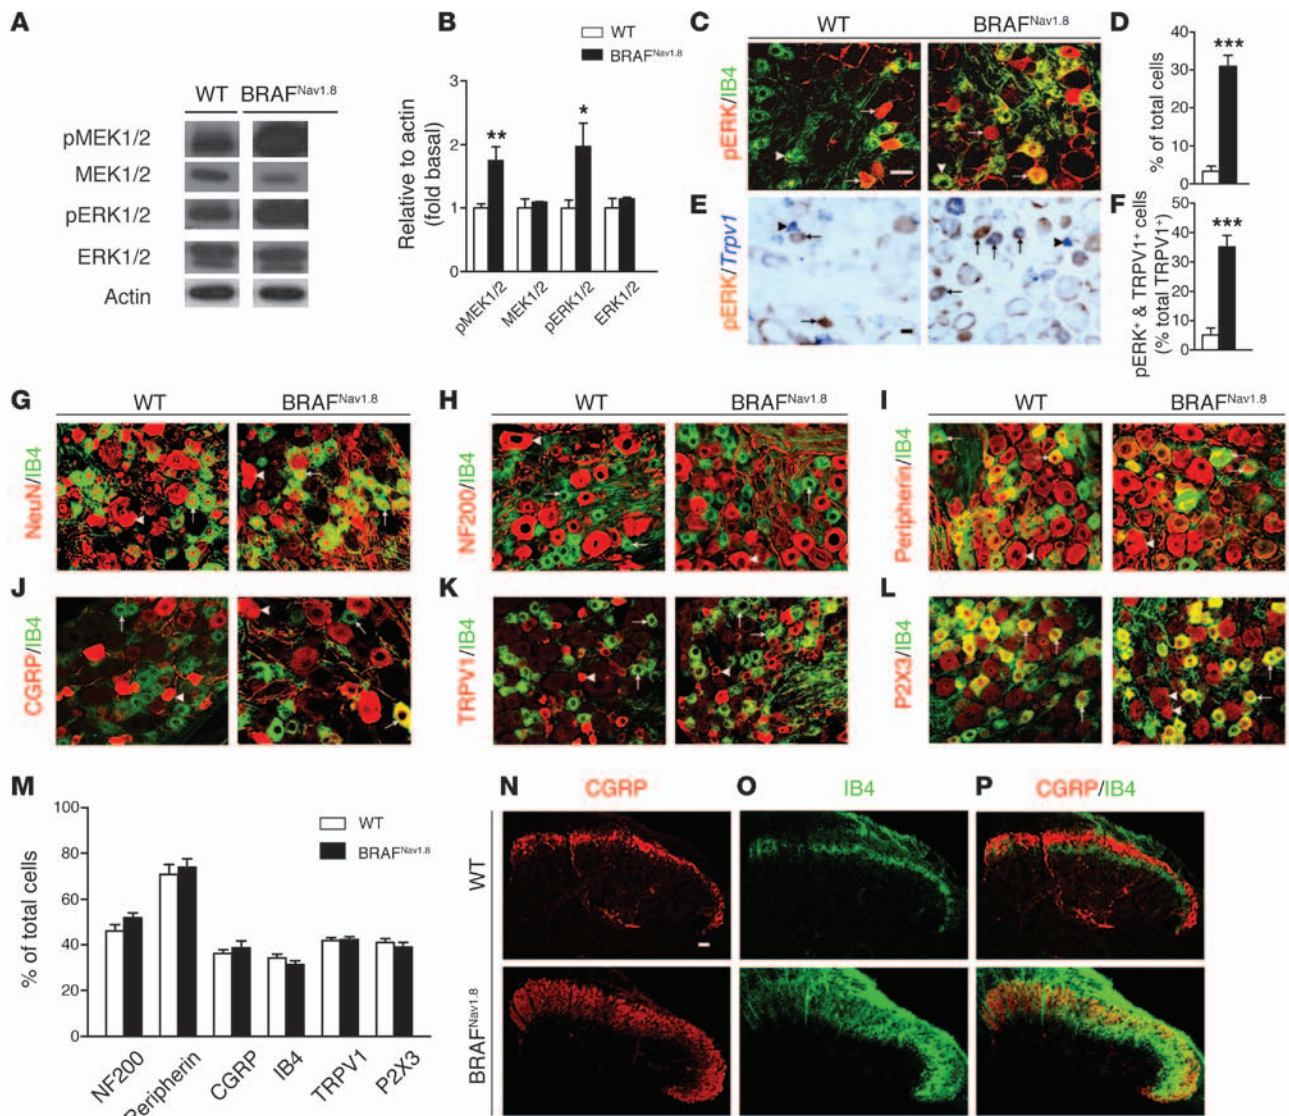 A
WT BRAFNav1.8
pMEK1/2
MEK1/2
pERK1/2
ERK1/2
Actin
B
WT
BRAFNav1.8
Relative to actin
(fold basal)
3
2
1
0
**
*
pMEK1/2
MEK1/2
pERK1/2
ERK1/2
C
WT BRAFNav1.8
pERK/IB4
D
% of total cells
40
30
20
10
0
***
E
pERK/Trpv1
F
pERK+ & TRPV1+ cells
(% total TRPV1+)
50
40
30
20
10
0
***
G
WT BRAFNav1.8
NeuN/IB4
H
WT BRAFNav1.8
NF200/IB4
I
WT BRAFNav1.8
Peripherin/IB4
J
CGRP/IB4
K
TRPV1/IB4
L
P2X3/IB4
M
% of total cells
100
80
60
40
20
0
WT
BRAFNav1.8
NF200
Peripherin
CGRP
IB4
TRPV1
P2X3
N CGRP
O IB4
P CGRP/IB4
WT
BRAFNav1.8